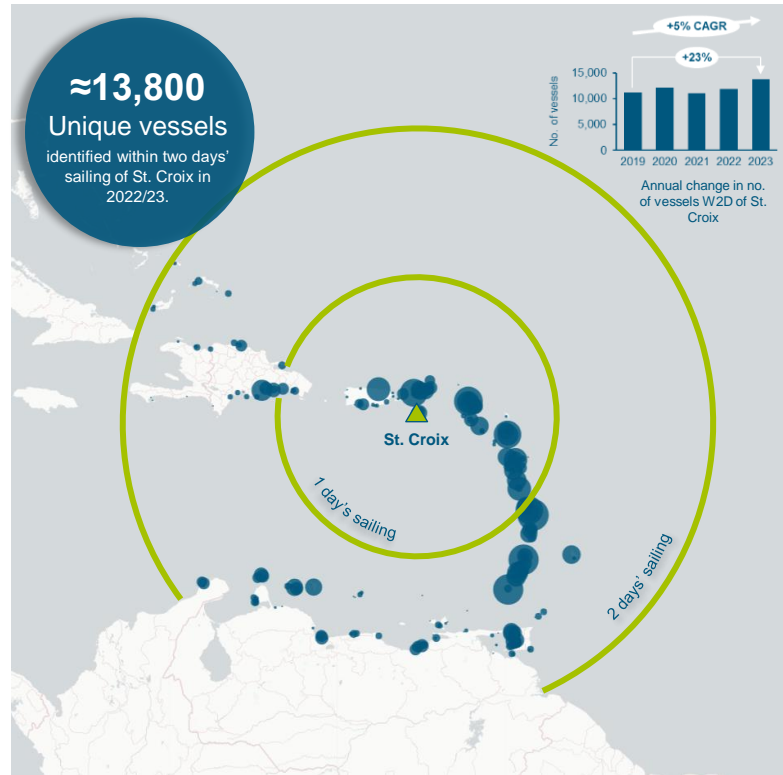 ≈13,800
Unique vessels
identified within two days'
sailing of St. Croix in
2022/23.
+5% CAGR
+23%
No. of vessels
15,000
10,000
5,000
0
2019 2020 2021 2022 2023
Annual change in no.
of vessels W2D of St.
Croix
St. Croix
1 day's sailing
2 days' sailing